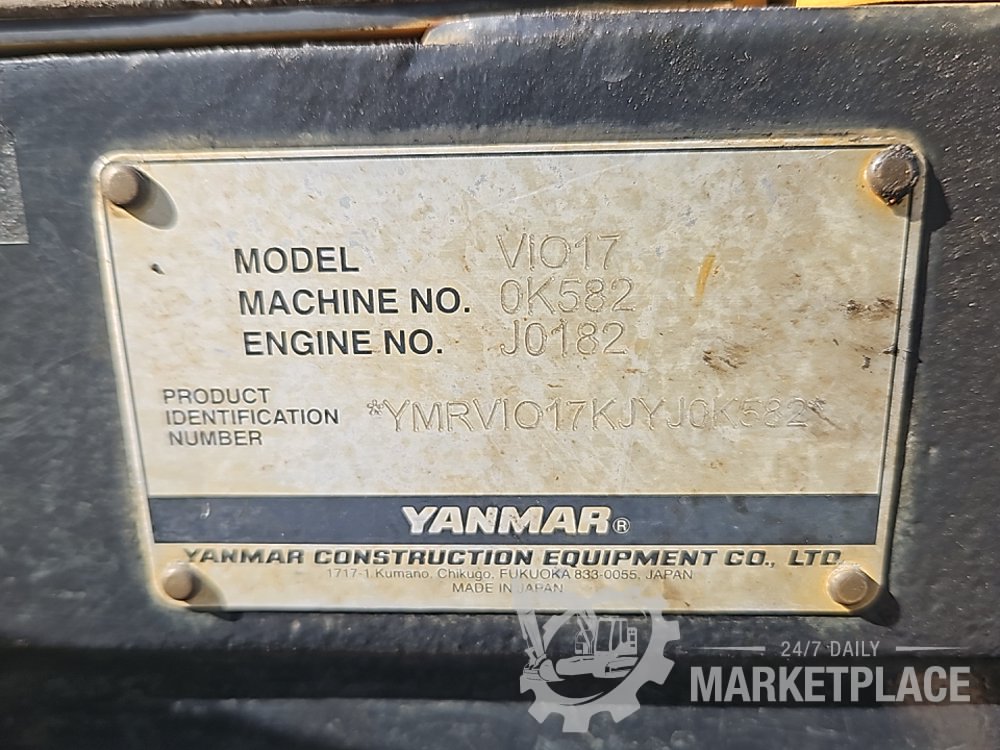 MODEL VIO17
MACHINE NO. 0K582
ENGINE NO. J0182
PRODUCT
IDENTIFICATION
NUMBER
*YMRVIO17KJYJ0K582*
YANMAR®
YANMAR CONSTRUCTION EQUIPMENT CO., LTD.
1717-1, Kumano, Chikugo, FUKUOKA 833-0055, JAPAN
MADE IN JAPAN
24/7 DAILY
MARKETPLACE